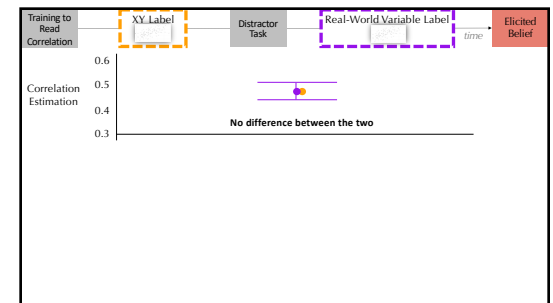 Training to
Read
Correlation
XY Label
Distractor
Task
Real-World Variable Label
time
Elicited
Belief
Correlation
Estimation
0.6
0.5
0.4
0.3
No difference between the two